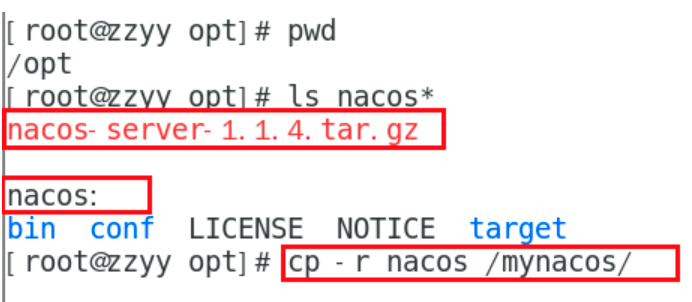 [root@zzyy opt]# pwd
/opt
[root@zzyy opt]# ls nacos*
nacos-server-1.1.4.tar.gz
nacos:
bin conf LICENSE NOTICE target
[root@zzyy opt]# cp -r nacos /mynacos/